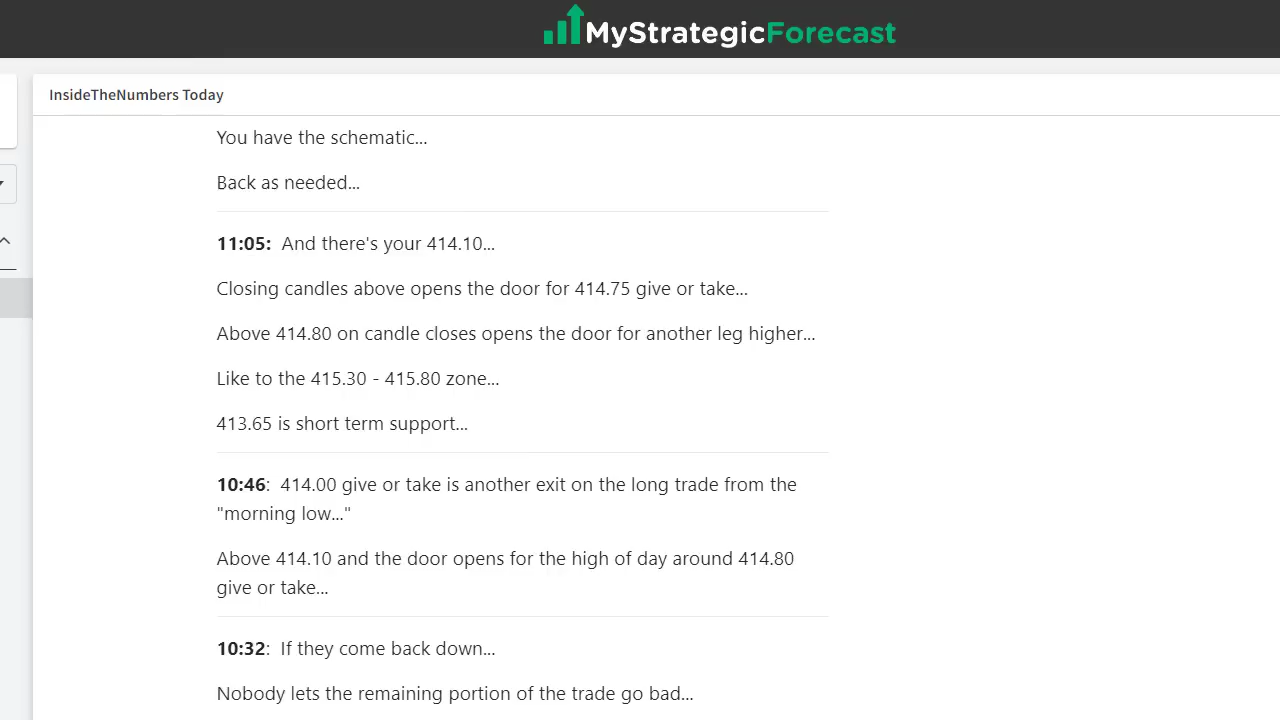 MyStrategicForecast
InsideTheNumbers Today
You have the schematic...
Back as needed...
11:05: And there's your 414.10...
Closing candles above opens the door for 414.75 give or take...
Above 414.80 on candle closes opens the door for another leg higher...
Like to the 415.30 - 415.80 zone...
413.65 is short term support...
10:46: 414.00 give or take is another exit on the long trade from the
"morning low..."
Above 414.10 and the door opens for the high of day around 414.80
give or take...
10:32: If they come back down...
Nobody lets the remaining portion of the trade go bad...